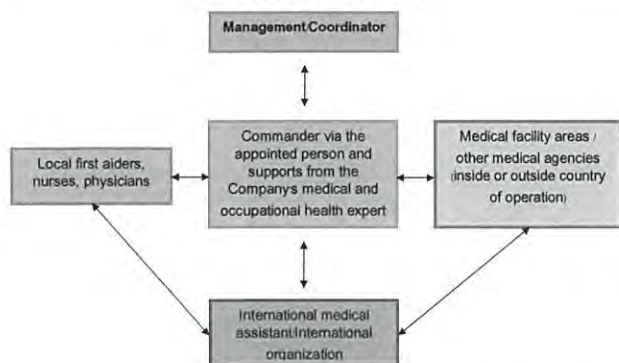 Management/Coordinator
Commander via the
appointed person and
supports from the
Company's medical and
occupational health expert
Local first aiders,
nurses, physicians
Medical facility areas /
other medical agencies
(inside or outside country
of operation)
International medical
assistant/International
organization